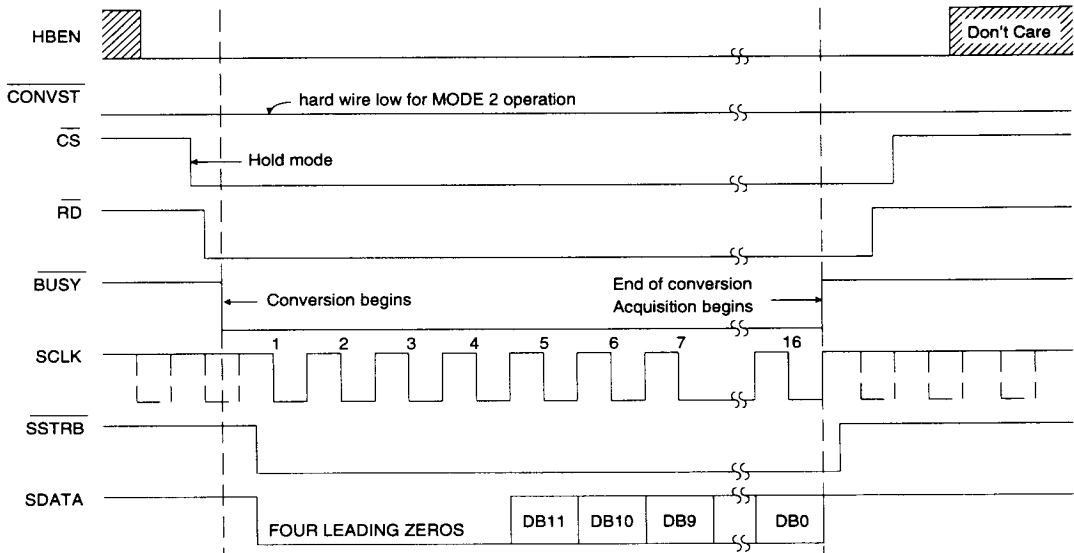 HBEN
Don't Care
CONVST
hard wire low for MODE 2 operation
CS
Hold mode
RD
BUSY
Conversion begins
End of conversion
Acquisition begins
SCLK
1 2 3 4 5 6 7 16
SSTRB
SDATA
FOUR LEADING ZEROS
DB11 DB10 DB9 DB0